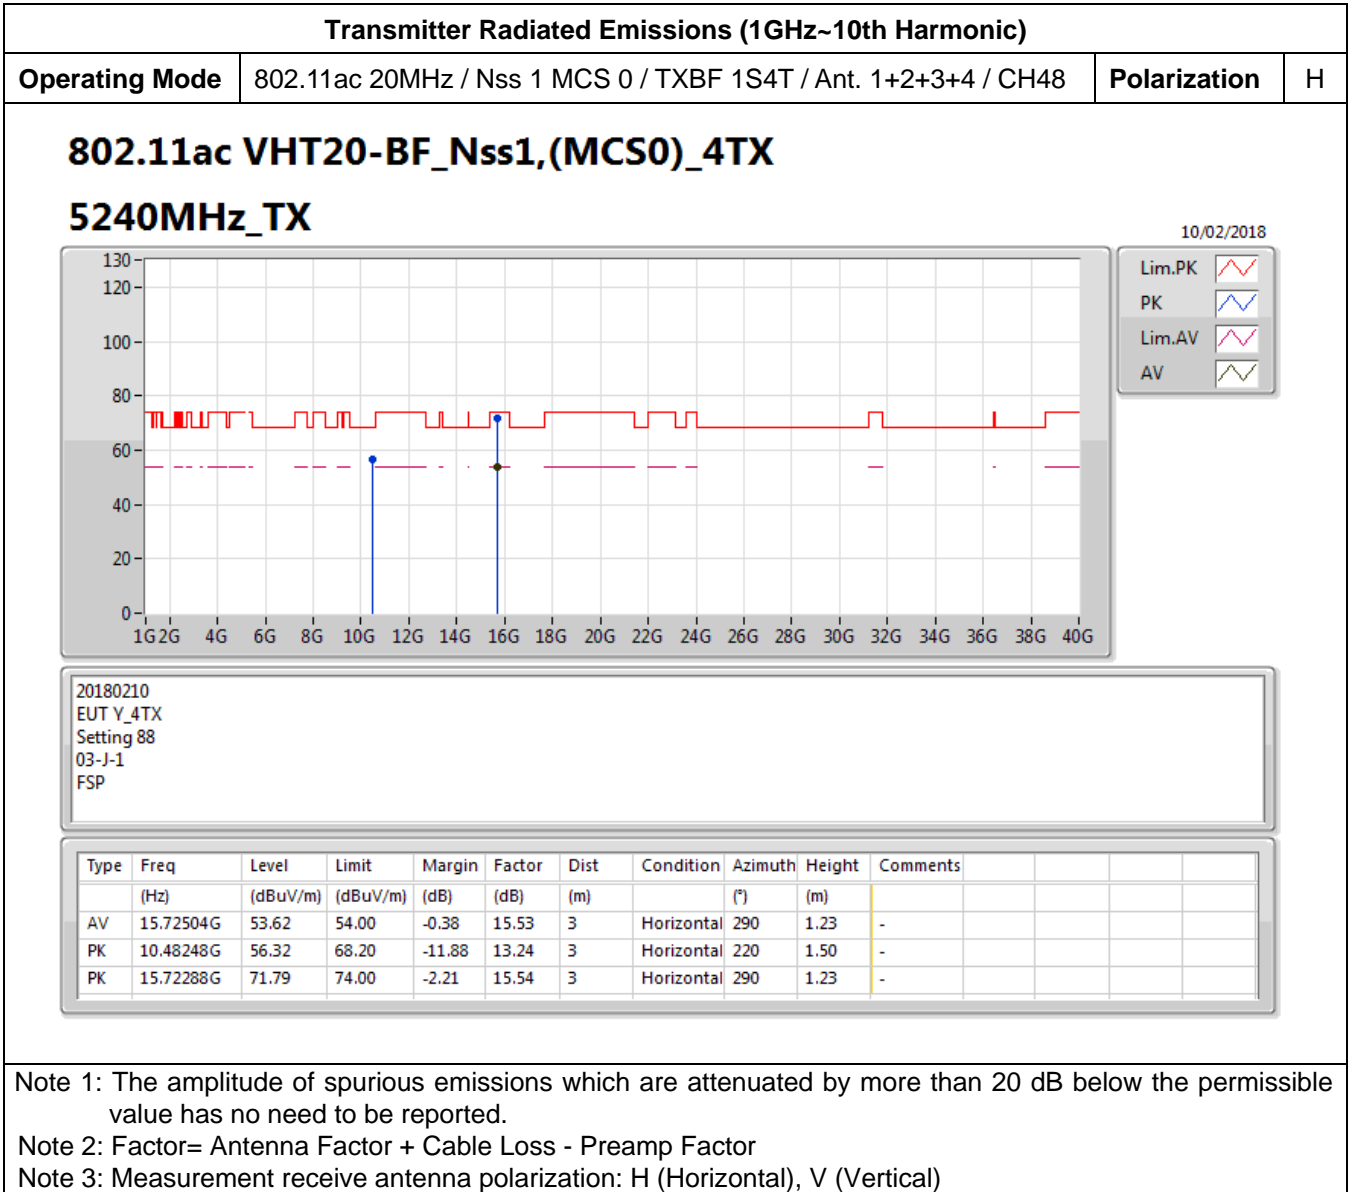 Transmitter Radiated Emissions (1GHz~10th Harmonic)
Operating Mode 802.11ac 20MHz / Nss 1 MCS 0 / TXBF 1S4T / Ant. 1+2+3+4 / CH48 Polarization H
802.11ac VHT20-BF_Nss1,(MCS0)_4TX
5240MHz_TX
10/02/2018
130
120
100
80
60
40
20
0
1G 2G 4G 6G 8G 10G 12G 14G 16G 18G 20G 22G 24G 26G 28G 30G 32G 34G 36G 38G 40G
Lim.PK
PK
Lim.AV
AV
20180210
EUT Y_4TX
Setting 88
03-J-1
FSP
Type Freq Level Limit Margin Factor Dist Condition Azimuth Height Comments
(Hz) (dBuV/m) (dBuV/m) (dB) (dB) (m) (°) (m)
AV 15.72504G 53.62 54.00 -0.38 15.53 3 Horizontal 290 1.23 -
PK 10.48248G 56.32 68.20 -11.88 13.24 3 Horizontal 220 1.50 -
PK 15.72288G 71.79 74.00 -2.21 15.54 3 Horizontal 290 1.23 -
Note 1: The amplitude of spurious emissions which are attenuated by more than 20 dB below the permissible
value has no need to be reported.
Note 2: Factor= Antenna Factor + Cable Loss - Preamp Factor
Note 3: Measurement receive antenna polarization: H (Horizontal), V (Vertical)